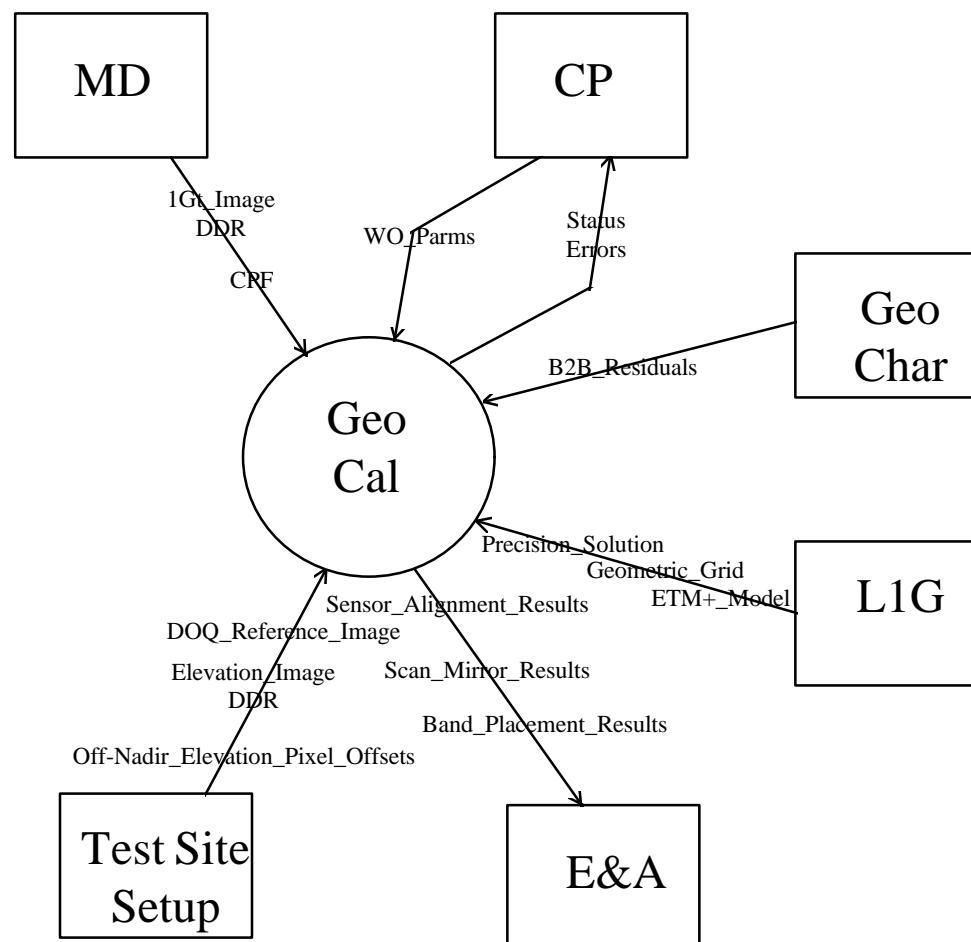 MD
CP
1Gt_Image
DDR
CPF
WO_Parms
Status
Errors
Geo
Char
B2B_Residuals
Geo
Cal
Precision_Solution
Geometric_Grid
ETM+_Model
L1G
Sensor_Alignment_Results
DOQ_Reference_Image
Elevation_Image
DDR
Scan_Mirror_Results
Band_Placement_Results
Off-Nadir_Elevation_Pixel_Offsets
Test Site
Setup
E&A